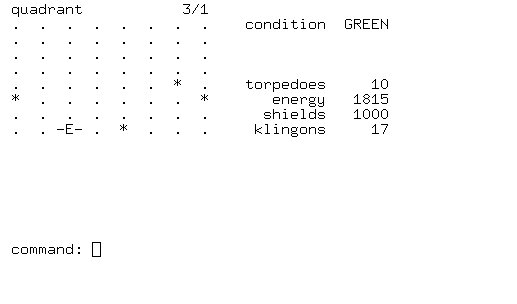 quadrant 3/1
. . . . . . . . condition GREEN
. . . . . . . .
. . . . . . . .
. . . . . . . .
. . . . . . * . torpedoes 10
* . . . . . . * energy 1815
. . . . . . . . shields 1000
. . -E- . * . . . klingons 17
command: